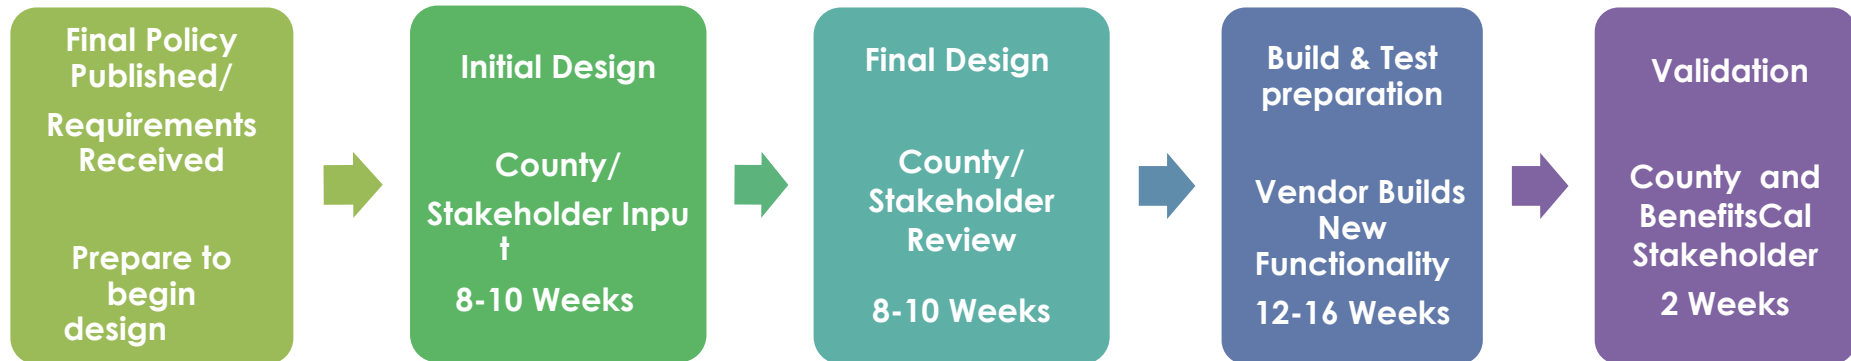 Final Policy
Published/
Requirements
Received
Prepare to
begin
design
Initial Design
County/
Stakeholder Inpu
t
8-10 Weeks
Final Design
County/
Stakeholder
Review
8-10 Weeks
Build & Test
preparation
Vendor Builds
New
Functionality
12-16 Weeks
Validation
County and
BenefitsCal
Stakeholder
2 Weeks